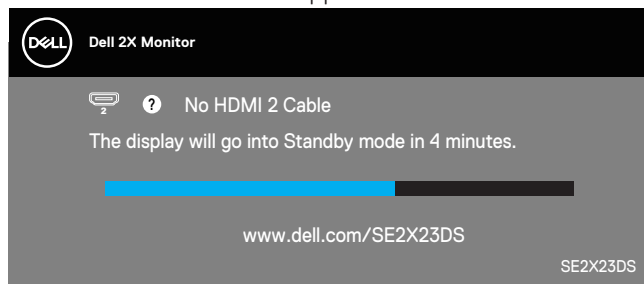 DELL
Dell 2X Monitor
2
? No HDMI 2 Cable
The display will go into Standby mode in 4 minutes.
www.dell.com/SE2X23DS
SE2X23DS